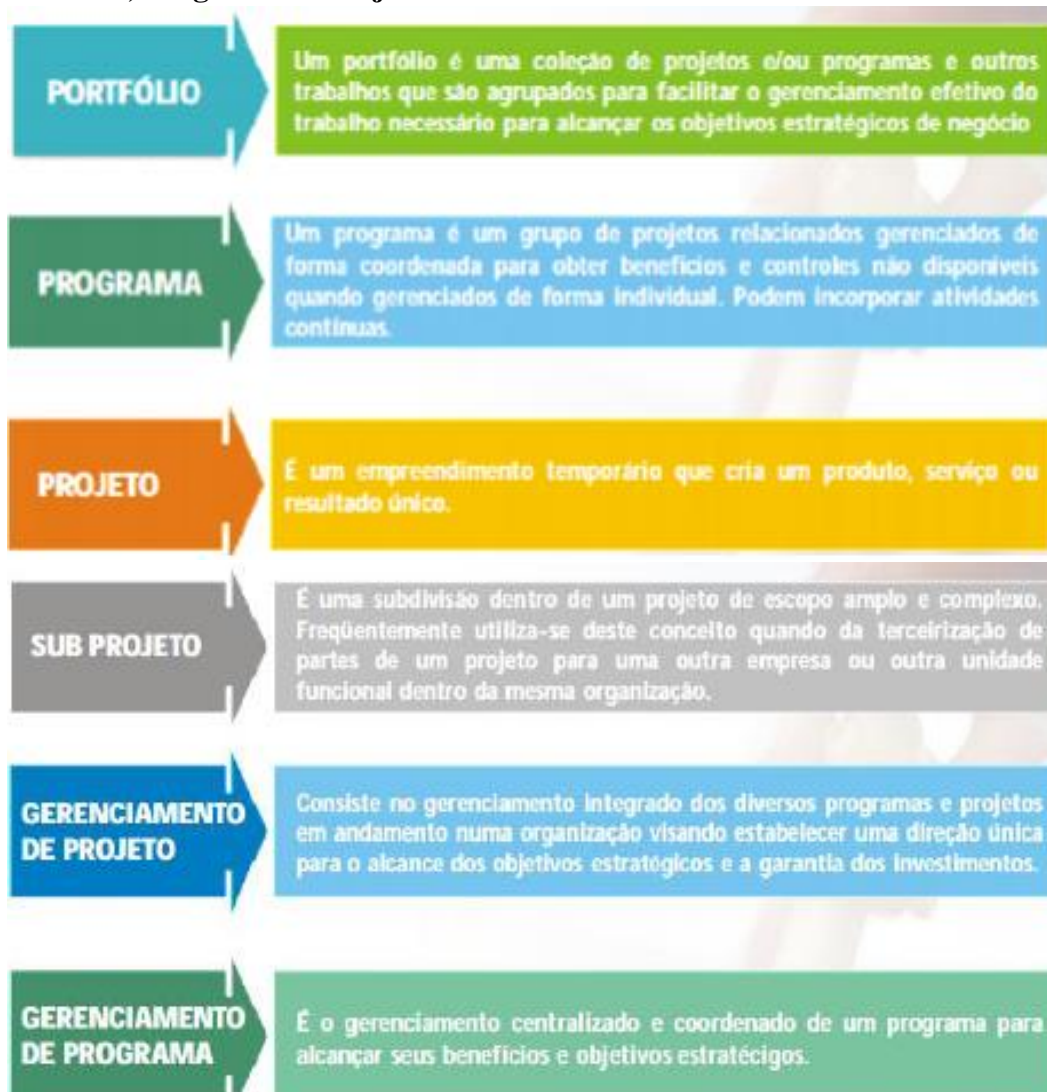 PORTFÓLIO
Um portfólio é uma coleção de projetos e/ou programas e outros
trabalhos que são agrupados para facilitar o gerenciamento efetivo do
trabalho necessário para alcançar os objetivos estratégicos de negócio
PROGRAMA
Um programa é um grupo de projetos relacionados gerenciados de
forma coordenada para obter benefícios e controles não disponíveis
quando gerenciados de forma individual. Podem incorporar atividades
contínuas.
PROJETO
É um empreendimento temporário que cria um produto, serviço ou
resultado único.
SUB PROJETO
É uma subdivisão dentro de um projeto de escopo amplo e complexo.
Freqüentemente utiliza-se deste conceito quando da terceirização de
partes de um projeto para uma outra empresa ou outra unidade
funcional dentro da mesma organização.
GERENCIAMENTO
DE PROJETO
Consiste no gerenciamento integrado dos diversos programas e projetos
em andamento numa organização visando estabelecer uma direção única
para o alcance dos objetivos estratégicos e a garantia dos investimentos.
GERENCIAMENTO
DE PROGRAMA
É o gerenciamento centralizado e coordenado de um programa para
alcançar seus benefícios e objetivos estratécigos.